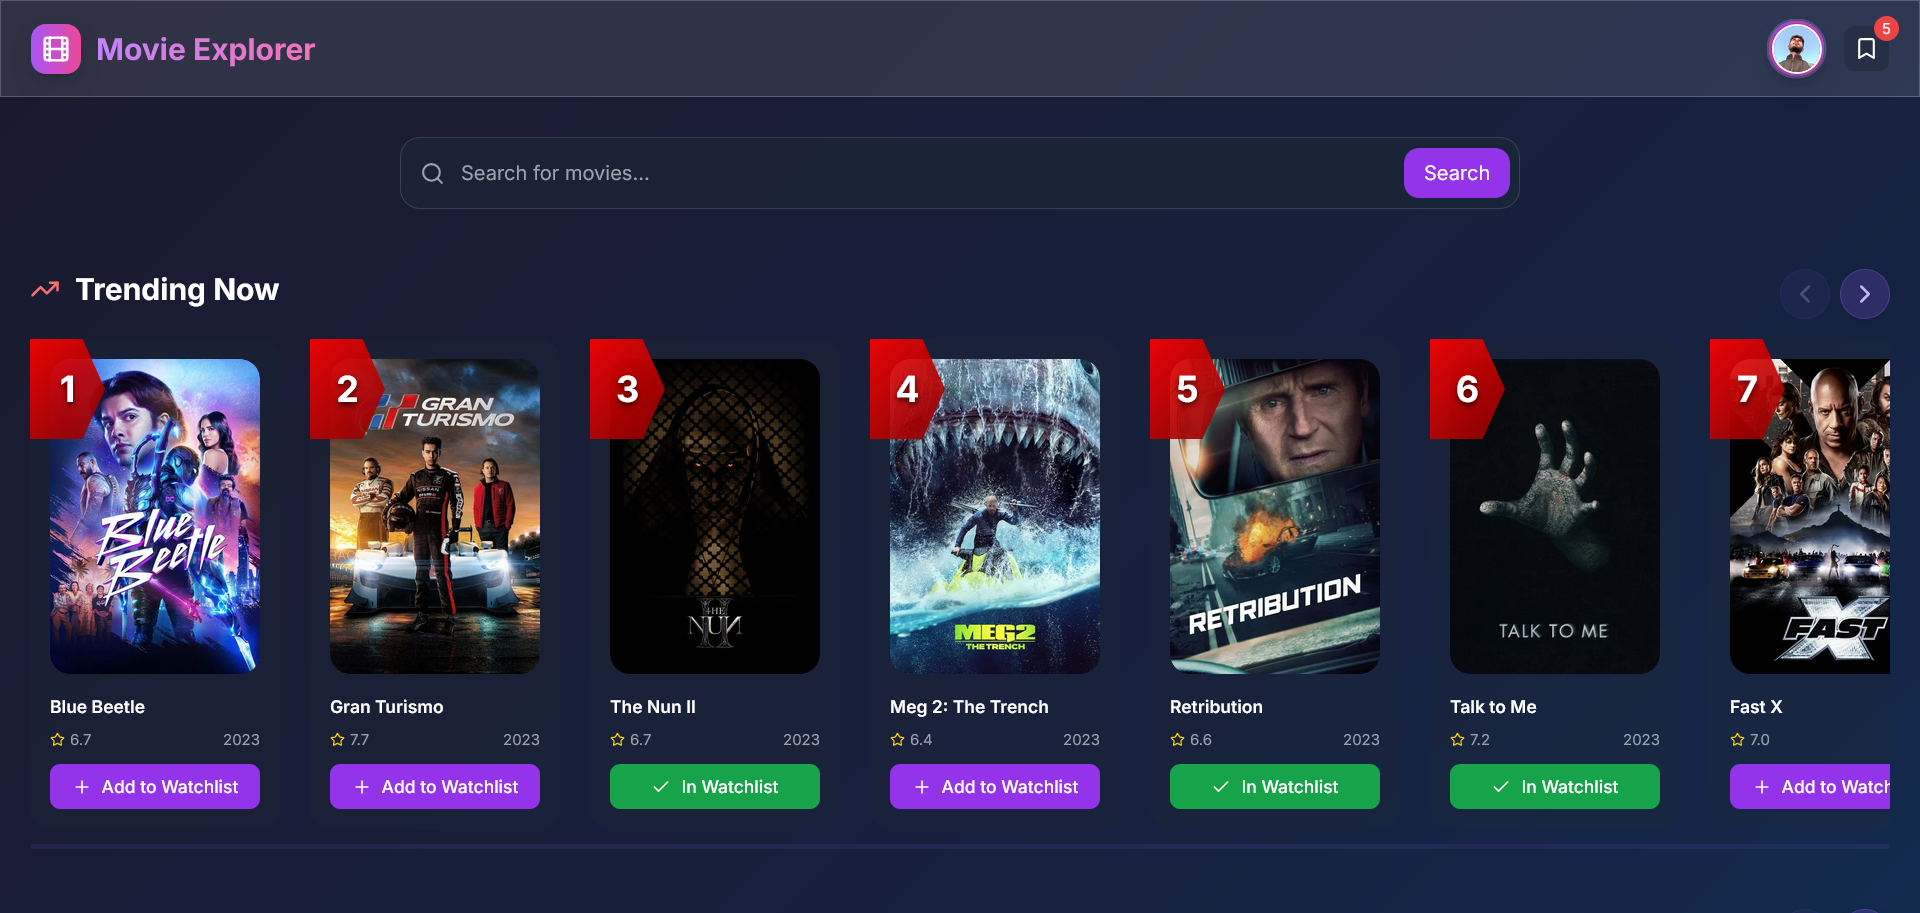 Movie Explorer
5
Search for movies...
Search
Trending Now
1
2
3
4
5
6
7
Blue
Beetle
GRAN
TURISMO
THE
NUN
II
MEG2
THE TRENCH
RETRIBUTION
TALK TO ME
FAST
X
Blue Beetle
6.7
2023
Add to Watchlist
Gran Turismo
7.7
2023
Add to Watchlist
The Nun II
6.7
2023
In Watchlist
Meg 2: The Trench
6.4
2023
Add to Watchlist
Retribution
6.6
2023
In Watchlist
Talk to Me
7.2
2023
In Watchlist
Fast X
7.0
Add to Watch